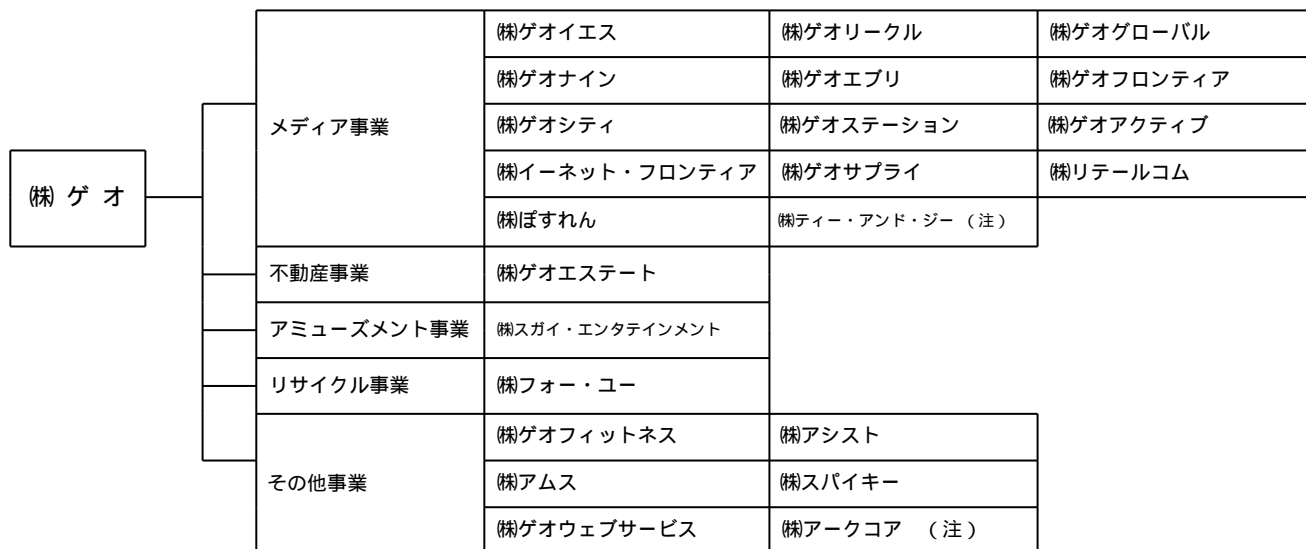 ㈱ ゲ オ
メディア事業
㈱ゲオイエス ㈱ゲオリークル ㈱ゲオグローバル
㈱ゲオナイン ㈱ゲオエブリ ㈱ゲオフロンティア
㈱ゲオシティ ㈱ゲオステーション ㈱ゲオアクティブ
㈱イーネット・フロンティア ㈱ゲオサプライ ㈱リテールコム
㈱ぽすれん ㈱ティー・アンド・ジー （注）
不動産事業 ㈱ゲオエステート
アミューズメント事業 ㈱スガイ・エンタテインメント
リサイクル事業 ㈱フォー・ユー
その他事業
㈱ゲオフィットネス ㈱アシスト
㈱アムス ㈱スパイキー
㈱ゲオウェブサービス ㈱アークコア （注）